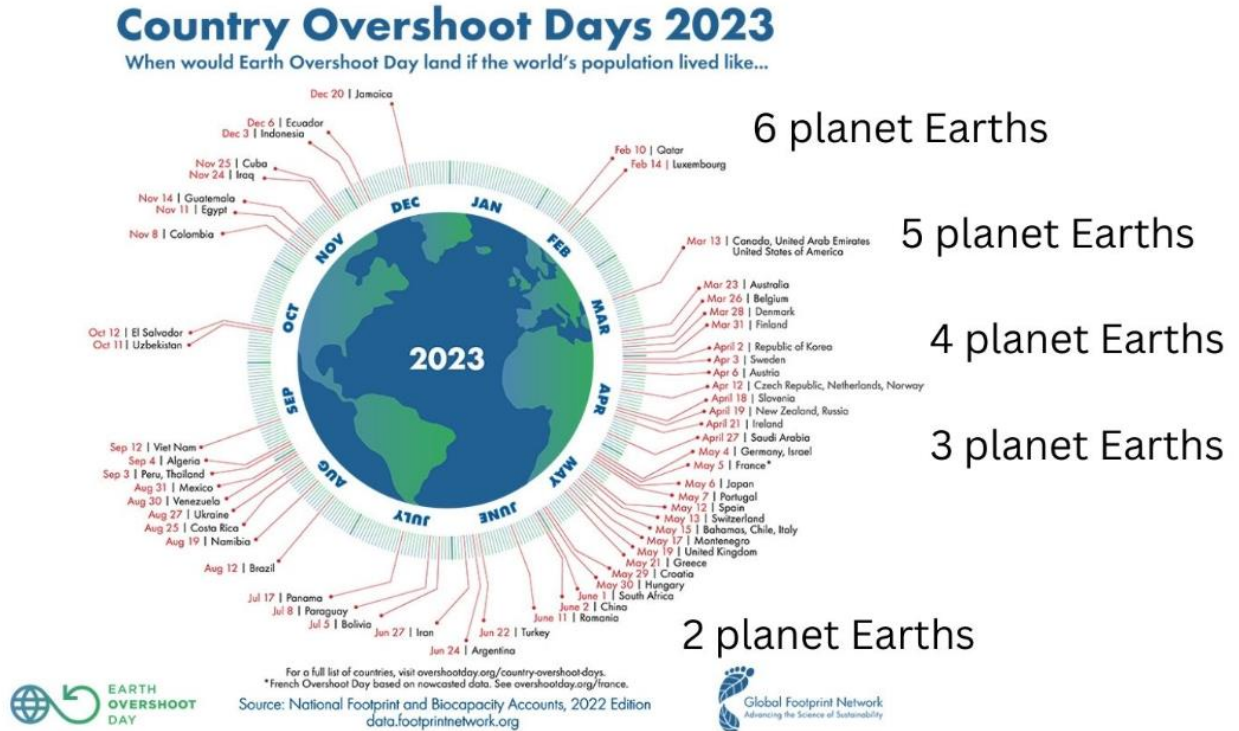 Country Overshoot Days 2023
When would Earth Overshoot Day land if the world's population lived like...
Dec 20 | Jamaica
Dec 6 | Ecuador
Dec 3 | Indonesia
Nov 25 | Cuba
Nov 24 | Iraq
Nov 14 | Guatemala
Nov 11 | Egypt
Nov 8 | Colombia
Oct 12 | El Salvador
Oct 11 | Uzbekistan
Sep 12 | Viet Nam
Sep 4 | Algeria
Sep 3 | Peru, Thailand
Aug 31 | Mexico
Aug 30 | Venezuela
Aug 27 | Ukraine
Aug 25 | Costa Rica
Aug 19 | Namibia
Aug 12 | Brazil
Jul 17 | Panama
Jul 8 | Paraguay
Jul 5 | Bolivia
Jun 27 | Iran
Jun 24 | Argentina
Jun 22 | Turkey
JAN
FEB
MAR
APR
MAY
JUNE
JULY
AUG
SEP
OCT
NOV
DEC
2023
Feb 10 | Qatar
Feb 14 | Luxembourg
Mar 13 | Canada, United Arab Emirates
United States of America
Mar 23 | Australia
Mar 26 | Belgium
Mar 28 | Denmark
Mar 31 | Finland
April 2 | Republic of Korea
Apr 3 | Sweden
Apr 6 | Austria
Apr 12 | Czech Republic, Netherlands, Norway
April 18 | Slovenia
April 19 | New Zealand, Russia
April 21 | Ireland
April 27 | Saudi Arabia
May 4 | Germany, Israel
May 5 | France*
May 6 | Japan
May 7 | Portugal
May 12 | Spain
May 13 | Switzerland
May 15 | Bahamas, Chile, Italy
May 17 | Montenegro
May 19 | United Kingdom
May 21 | Greece
May 29 | Croatia
May 30 | Hungary
June 1 | South Africa
June 2 | China
June 11 | Romania
6 planet Earths
5 planet Earths
4 planet Earths
3 planet Earths
2 planet Earths
For a full list of countries, visit overshootday.org/country-overshoot-days.
*French Overshoot Day based on nowcasted data. See overshootday.org/france.
Source: National Footprint and Biocapacity Accounts, 2022 Edition
data.footprintnetwork.org
EARTH
OVERSHOOT
DAY
Global Footprint Network
Advancing the Science of Sustainability